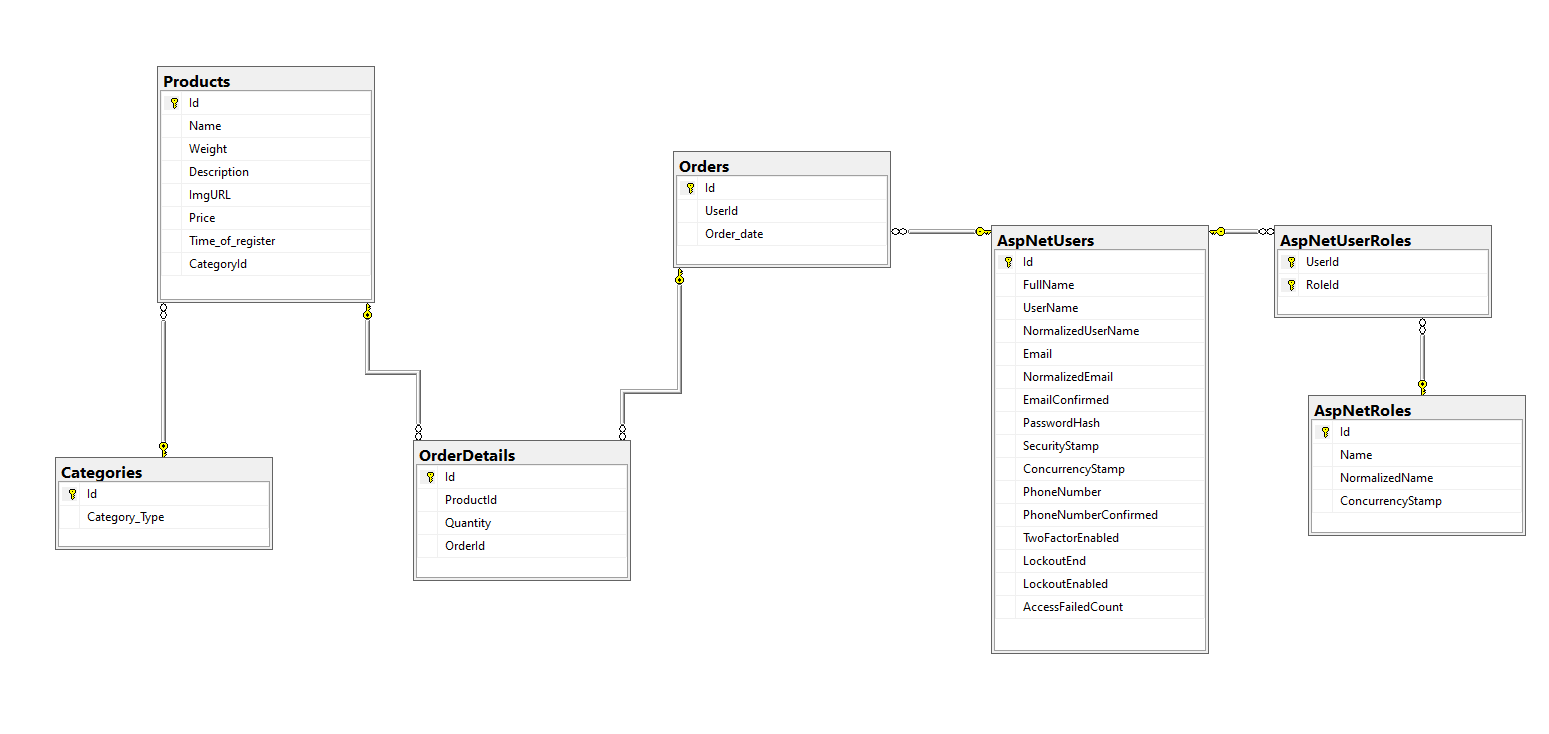 Products
Id
Name
Weight
Description
ImgURL
Price
Time_of_register
CategoryId
Categories
Id
Category_Type
OrderDetails
Id
ProductId
Quantity
OrderId
Orders
Id
UserId
Order_date
AspNetUsers
Id
FullName
UserName
NormalizedUserName
Email
NormalizedEmail
EmailConfirmed
PasswordHash
SecurityStamp
ConcurrencyStamp
PhoneNumber
PhoneNumberConfirmed
TwoFactorEnabled
LockoutEnd
LockoutEnabled
AccessFailedCount
AspNetUserRoles
UserId
RoleId
AspNetRoles
Id
Name
NormalizedName
ConcurrencyStamp